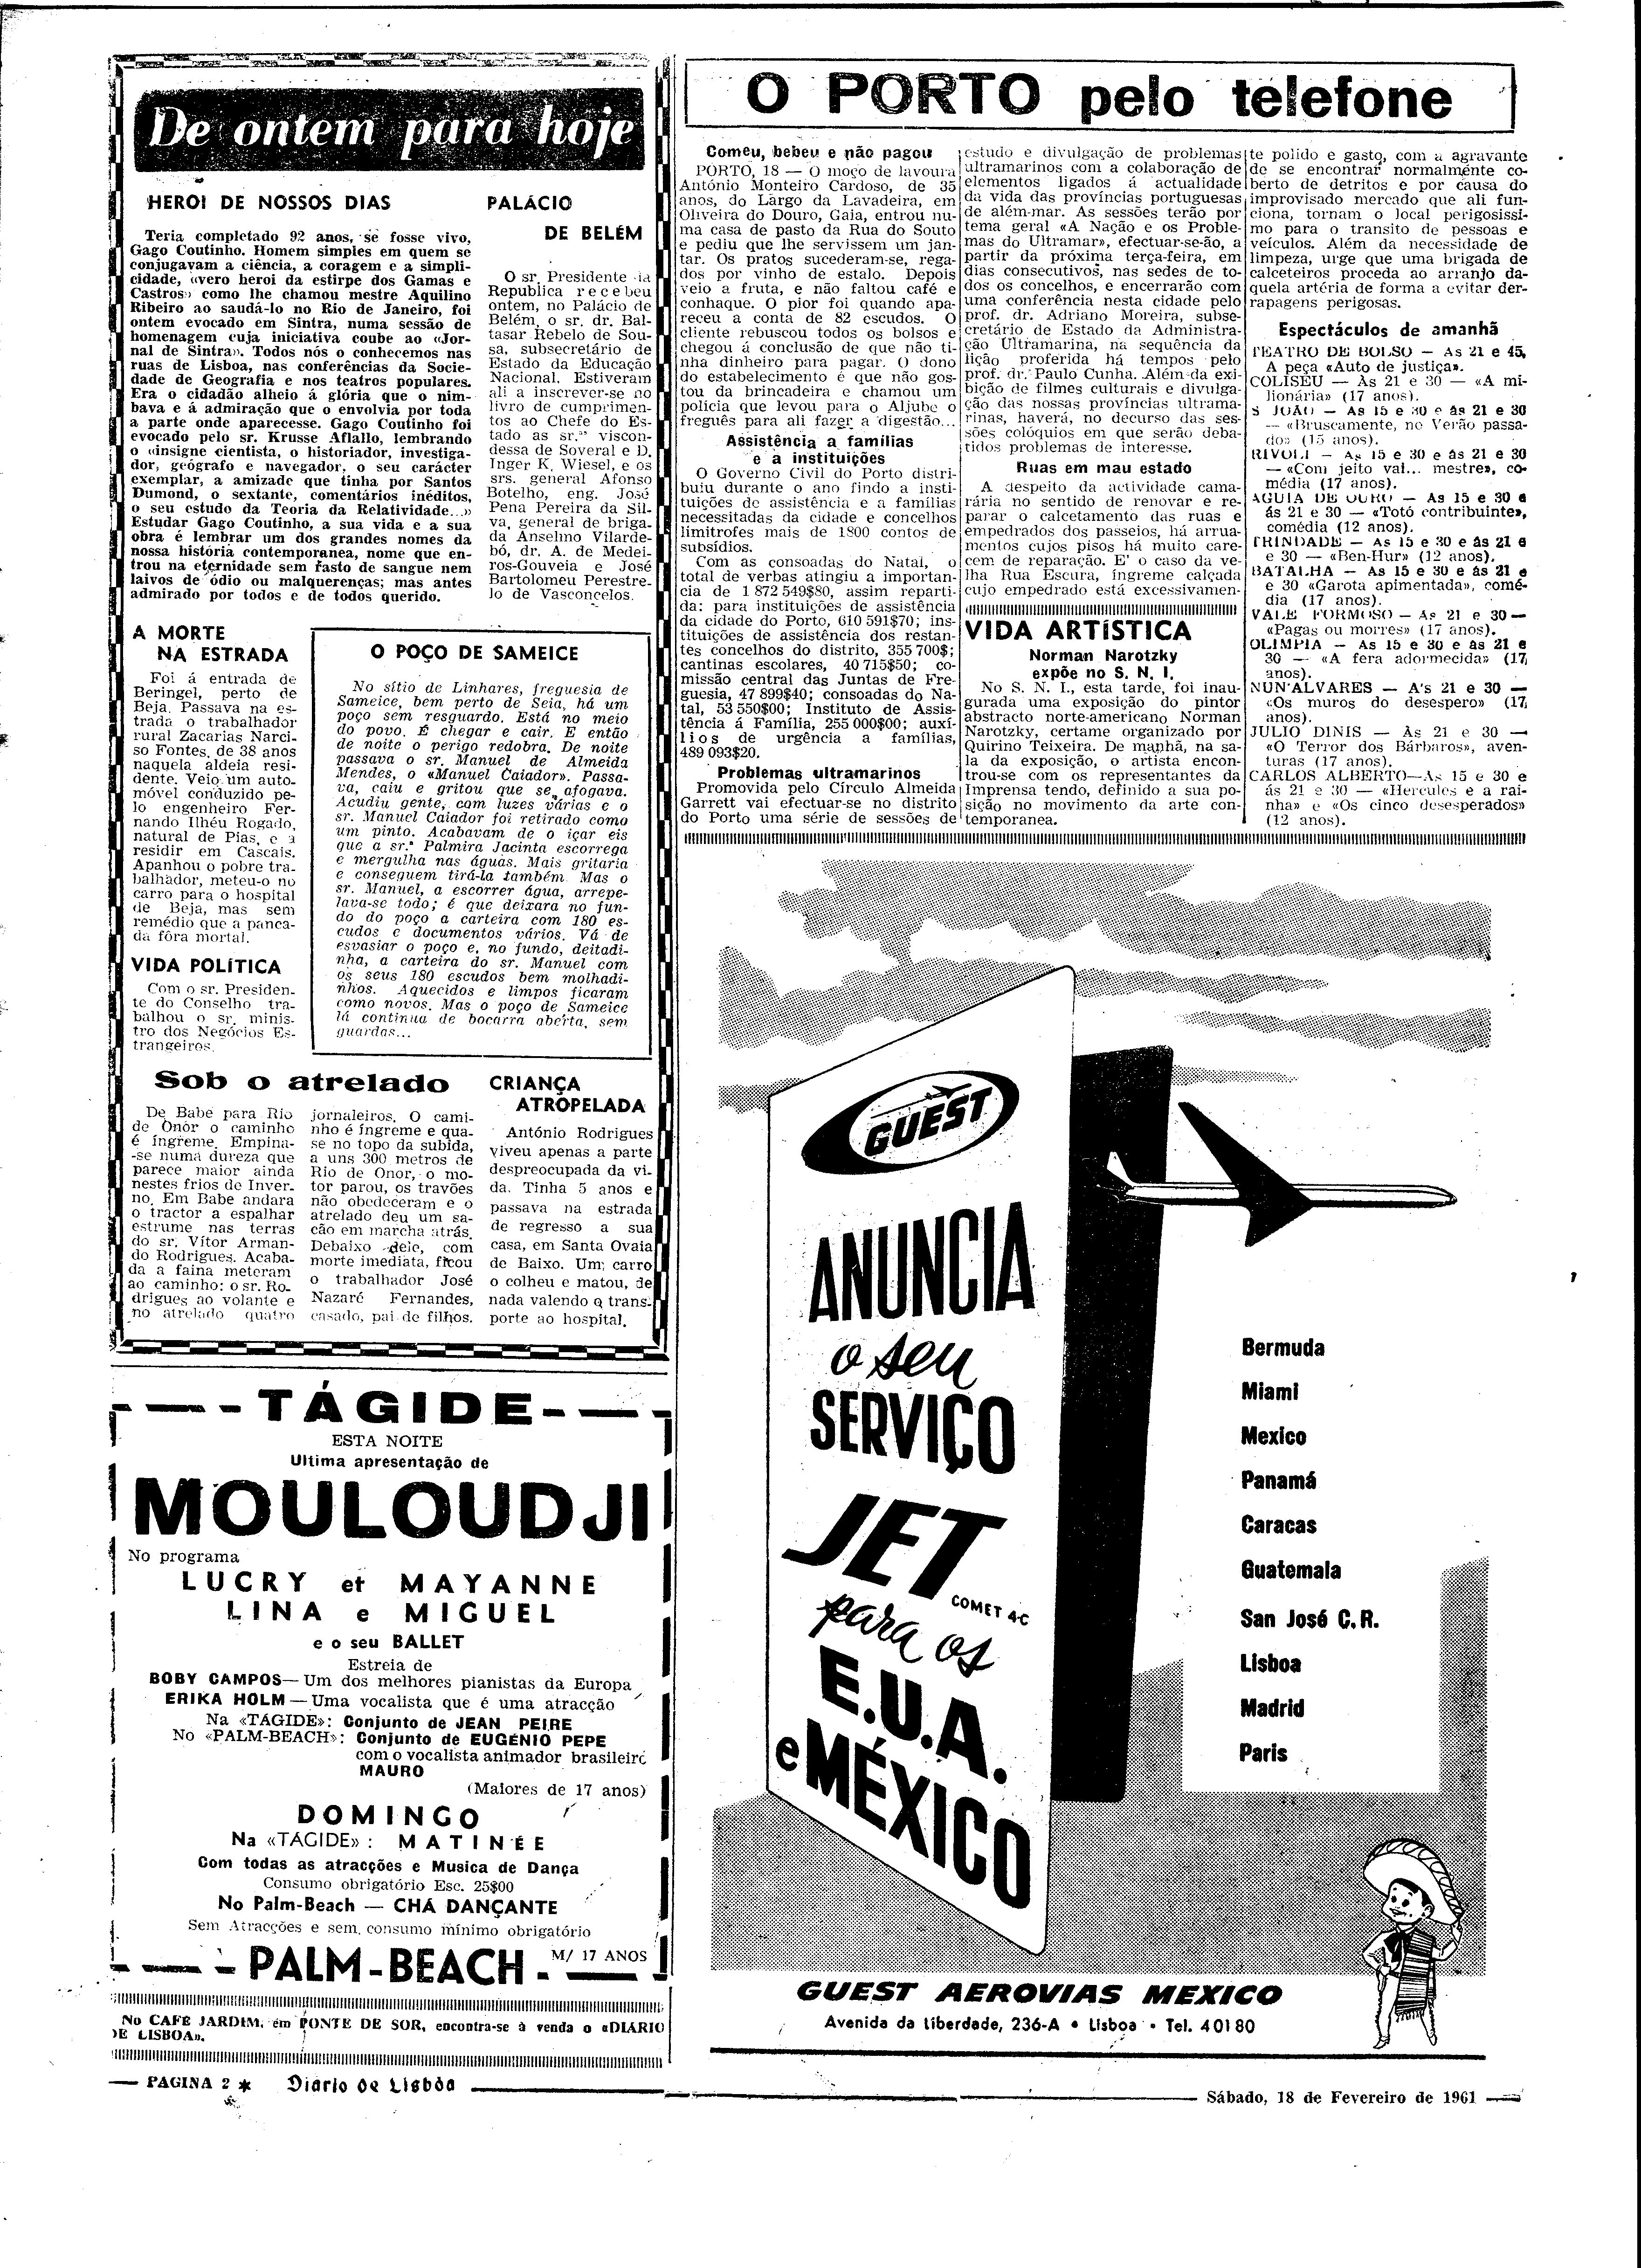 De ontem para hoje
HEROI DE NOSSOS DIAS
Teria completado 92 anos, se fosse vivo,
Gago Coutinho. Homem simples em quem se
conjugavam a ciência, a coragem e a simpli-
cidade, «vero heroi da estirpe dos Gamas e
Castros» como lhe chamou mestre Aquilino
Ribeiro ao saudá-lo no Rio de Janeiro, foi
ontem evocado em Sintra, numa sessão de
homenagem cuja iniciativa coube ao «Jor-
nal de Sintra». Todos nós o conhecemos nas
ruas de Lisboa, nas conferências da Socie-
dade de Geografia e nos teatros populares.
Era o cidadão alheio á glória que o nim-
bava e á admiração que o envolvia por toda
a parte onde aparecesse. Gago Coutinho foi
evocado pelo sr. Krusse Aflallo, lembrando
o «insigne cientista, o historiador, investiga-
dor, geógrafo e navegador, o seu carácter
exemplar, a amizade que tinha por Santos
Dumond, o sextante, comentários inéditos,
o seu estudo da Teoria da Relatividade...»
Estudar Gago Coutinho, a sua vida e a sua
obra é lembrar um dos grandes nomes da
nossa história contemporanea, nome que en-
trou na eternidade sem rasto de sangue nem
laivos de ódio ou malquerenças; mas antes
admirado por todos e de todos querido.
PALÁCIO
DE BELÉM
O sr. Presidente da
Republica recebeu
ontem, no Palácio de
Belém, o sr. dr. Bal-
tasar Rebelo de Sou-
sa, subsecretário de
Estado da Educação
Nacional. Estiveram
ali a inscrever-se no
livro de cumprimen-
tos ao Chefe do Es-
tado as sr.ªˢ viscon-
dessa de Soveral e D.
Inger K. Wiesel, e os
srs. general Afonso
Botelho, eng. José
Pena Pereira da Sil-
va, general de briga-
da Anselmo Vilarde-
bó, dr. A. de Medei-
ros-Gouveia e José
Bartolomeu Perestre-
lo de Vasconcelos.
A MORTE
NA ESTRADA
Foi á entrada de
Beringel, perto de
Beja. Passava na es-
trada o trabalhador
rural Zacarias Narci-
so Fontes, de 38 anos
naquela aldeia resi-
dente. Veio um auto-
móvel conduzido pe-
lo engenheiro Fer-
nando Ilhéu Rogado,
natural de Pias, e a
residir em Cascais.
Apanhou o pobre tra-
balhador, meteu-o no
carro para o hospital
de Beja, mas sem
remédio que a panca-
da fôra mortal.
VIDA POLÍTICA
Com o sr. Presiden-
te do Conselho tra-
balhou o sr. minis-
tro dos Negócios Es-
trangeiros.
O POÇO DE SAMEICE
No sítio de Linhares, freguesia de
Sameice, bem perto de Seia, há um
poço sem resguardo. Está no meio
do povo. É chegar e cair. E então
de noite o perigo redobra. De noite
passava o sr. Manuel de Almeida
Mendes, o «Manuel Caiador». Passa-
va, caiu e gritou que se afogava.
Acudiu gente, com luzes várias e o
sr. Manuel Caiador foi retirado como
um pinto. Acabavam de o içar eis
que a sr.ª Palmira Jacinta escorrega
e mergulha nas águas. Mais gritaria
e conseguem tirá-la também. Mas o
sr. Manuel, a escorrer água, arrepe-
lava-se todo; é que deixara no fun-
do do poço a carteira com 180 es-
cudos e documentos vários. Vá de
esvasiar o poço e, no fundo, deitadi-
nha, a carteira do sr. Manuel com
os seus 180 escudos bem molhadi-
nhos. Aquecidos e limpos ficaram
como novos. Mas o poço de Sameice
lá continua de bocarra aberta, sem
guardas...
Sob o atrelado
De Babe para Rio
de Onor o caminho
é íngreme. Empina-
-se numa dureza que
parece maior ainda
nestes frios de Inver-
no. Em Babe andara
o tractor a espalhar
estrume nas terras
do sr. Vítor Arman-
do Rodrigues. Acaba-
da a faina meteram
ao caminho: o sr. Ro-
drigues ao volante e
no atrelado quatro
jornaleiros. O cami-
nho é íngreme e qua-
se no topo da subida,
a uns 300 metros de
Rio de Onor, o mo-
tor parou, os travões
não obedeceram e o
atrelado deu um sa-
cão em marcha atrás.
Debaixo dele, com
morte imediata, ficou
o trabalhador José
Nazaré Fernandes,
casado, pai de filhos.
CRIANÇA
ATROPELADA
António Rodrigues
viveu apenas a parte
despreocupada da vi-
da. Tinha 5 anos e
passava na estrada
de regresso a sua
casa, em Santa Ovaia
de Baixo. Um carro
o colheu e matou, de
nada valendo o trans-
porte ao hospital.
TÁGIDE
ESTA NOITE
Ultima apresentação de
MOULOUDJI
No programa
LUCRY et MAYANNE
LINA e MIGUEL
e o seu BALLET
Estreia de
BOBY CAMPOS — Um dos melhores pianistas da Europa
ERIKA HOLM — Uma vocalista que é uma atracção
Na «TÁGIDE»: Conjunto de JEAN PEIRE
No «PALM-BEACH»: Conjunto de EUGÉNIO PEPE
com o vocalista animador brasileiro
MAURO
(Maiores de 17 anos)
DOMINGO
Na «TÁGIDE»: MATINÉE
Com todas as atracções e Musica de Dança
Consumo obrigatório Esc. 25$00
No Palm-Beach — CHÁ DANÇANTE
Sem Atracções e sem consumo mínimo obrigatório
PALM-BEACH
M/ 17 ANOS
No CAFÉ JARDIM, em PONTE DE SOR, encontra-se à venda o «DIÁRIO
DE LISBOA».
O PORTO pelo telefone
Comeu, bebeu e não pagou
PORTO, 18 — O moço de lavoura
António Monteiro Cardoso, de 35
anos, do Largo da Lavadeira, em
Oliveira do Douro, Gaia, entrou nu-
ma casa de pasto da Rua do Souto
e pediu que lhe servissem um jan-
tar. Os pratos sucederam-se, rega-
dos por vinho de estalo. Depois
veio a fruta, e não faltou café e
conhaque. O pior foi quando apa-
receu a conta de 82 escudos. O
cliente rebuscou todos os bolsos e
chegou á conclusão de que não ti-
nha dinheiro para pagar. O dono
do estabelecimento é que não gos-
tou da brincadeira e chamou um
polícia que levou para o Aljube o
freguês para ali fazer a digestão...
Assistência a famílias
e a instituições
O Governo Civil do Porto distri-
buiu durante o ano findo a insti-
tuições de assistência e a famílias
necessitadas da cidade e concelhos
limitrofes mais de 1800 contos de
subsídios.
Com as consoadas do Natal, o
total de verbas atingiu a importan-
cia de 1 872 549$80, assim reparti-
da: para instituições de assistência
da cidade do Porto, 610 591$70; ins-
tituições de assistência dos restan-
tes concelhos do distrito, 355 700$;
cantinas escolares, 40 715$50; co-
missão central das Juntas de Fre-
guesia, 47 899$40; consoadas do Na-
tal, 53 550$00; Instituto de Assis-
tência á Família, 255 000$00; auxí-
lios de urgência a famílias,
489 093$20.
Problemas ultramarinos
Promovida pelo Círculo Almeida
Garrett vai efectuar-se no distrito
do Porto uma série de sessões de
estudo e divulgação de problemas
ultramarinos com a colaboração de
elementos ligados á actualidade
da vida das províncias portuguesas
de além-mar. As sessões terão por
tema geral «A Nação e os Proble-
mas do Ultramar», efectuar-se-ão, a
partir da próxima terça-feira, em
dias consecutivos, nas sedes de to-
dos os concelhos, e encerrarão com
uma conferência nesta cidade pelo
prof. dr. Adriano Moreira, subse-
cretário de Estado da Administra-
ção Ultramarina, na sequência da
lição proferida há tempos pelo
prof. dr. Paulo Cunha. Além da exi-
bição de filmes culturais e divulga-
ção das nossas províncias ultrama-
rinas, haverá, no decurso das ses-
sões colóquios em que serão deba-
tidos problemas de interesse.
Ruas em mau estado
A despeito da actividade cama-
rária no sentido de renovar e re-
parar o calcetamento das ruas e
empedrados dos passeios, há arrua-
mentos cujos pisos há muito care-
cem de reparação. E' o caso da ve-
lha Rua Escura, íngreme calçada
cujo empedrado está excessivamen-
te polido e gasto, com a agravante
de se encontrar normalmente co-
berto de detritos e por causa do
improvisado mercado que ali fun-
ciona, tornam o local perigosissi-
mo para o transito de pessoas e
veículos. Além da necessidade de
limpeza, urge que uma brigada de
calceteiros proceda ao arranjo da-
quela artéria de forma a evitar der-
rapagens perigosas.
VIDA ARTÍSTICA
Norman Narotzky
expõe no S. N. I.
No S. N. I., esta tarde, foi inau-
gurada uma exposição do pintor
abstracto norte-americano Norman
Narotzky, certame organizado por
Quirino Teixeira. De manhã, na sa-
la da exposição, o artista encon-
trou-se com os representantes da
Imprensa tendo, definido a sua po-
sição no movimento da arte con-
temporanea.
Espectáculos de amanhã
TEATRO DE BOLSO — As 21 e 45,
A peça «Auto de justiça».
COLISEU — As 21 e 30 — «A mi-
lionária» (17 anos).
S. JOÃO — As 15 e 30 e ás 21 e 30
— «Bruscamente, no Verão passa-
do» (15 anos).
RIVOLI — As 15 e 30 e ás 21 e 30
— «Com jeito vai... mestre», co-
média (17 anos).
AGUIA DE OURO — As 15 e 30 e
ás 21 e 30 — «Totó contribuinte»,
comédia (12 anos).
TRINDADE — As 15 e 30 e ás 21 e
e 30 — «Ben-Hur» (12 anos).
BATALHA — As 15 e 30 e ás 21 e
e 30 «Garota apimentada», comé-
dia (17 anos).
VALE FORMOSO — As 21 e 30 —
«Pagas ou morres» (17 anos).
OLIMPIA — As 15 e 30 e ás 21 e
30 — «A fera adormecida» (17
anos).
NUN'ALVARES — A's 21 e 30 —
«Os muros do desespero» (17
anos).
JULIO DINIS — Às 21 e 30 —
«O Terror dos Bárbaros», aven-
turas (17 anos).
CARLOS ALBERTO — As 15 e 30 e
ás 21 e 30 — «Hercules e a rai-
nha» e «Os cinco desesperados»
(12 anos).
GUEST
ANUNCIA
o seu
SERVIÇO
JET
COMET 4-C
para os
E.U.A.
e MÉXICO
Bermuda
Miami
Mexico
Panamá
Caracas
Guatemala
San José C.R.
Lisboa
Madrid
Paris
GUEST AEROVIAS MEXICO
Avenida da Liberdade, 236-A • Lisboa • Tel. 40180
PAGINA 2 * Diario de Lisboa
Sábado, 18 de Fevereiro de 1961